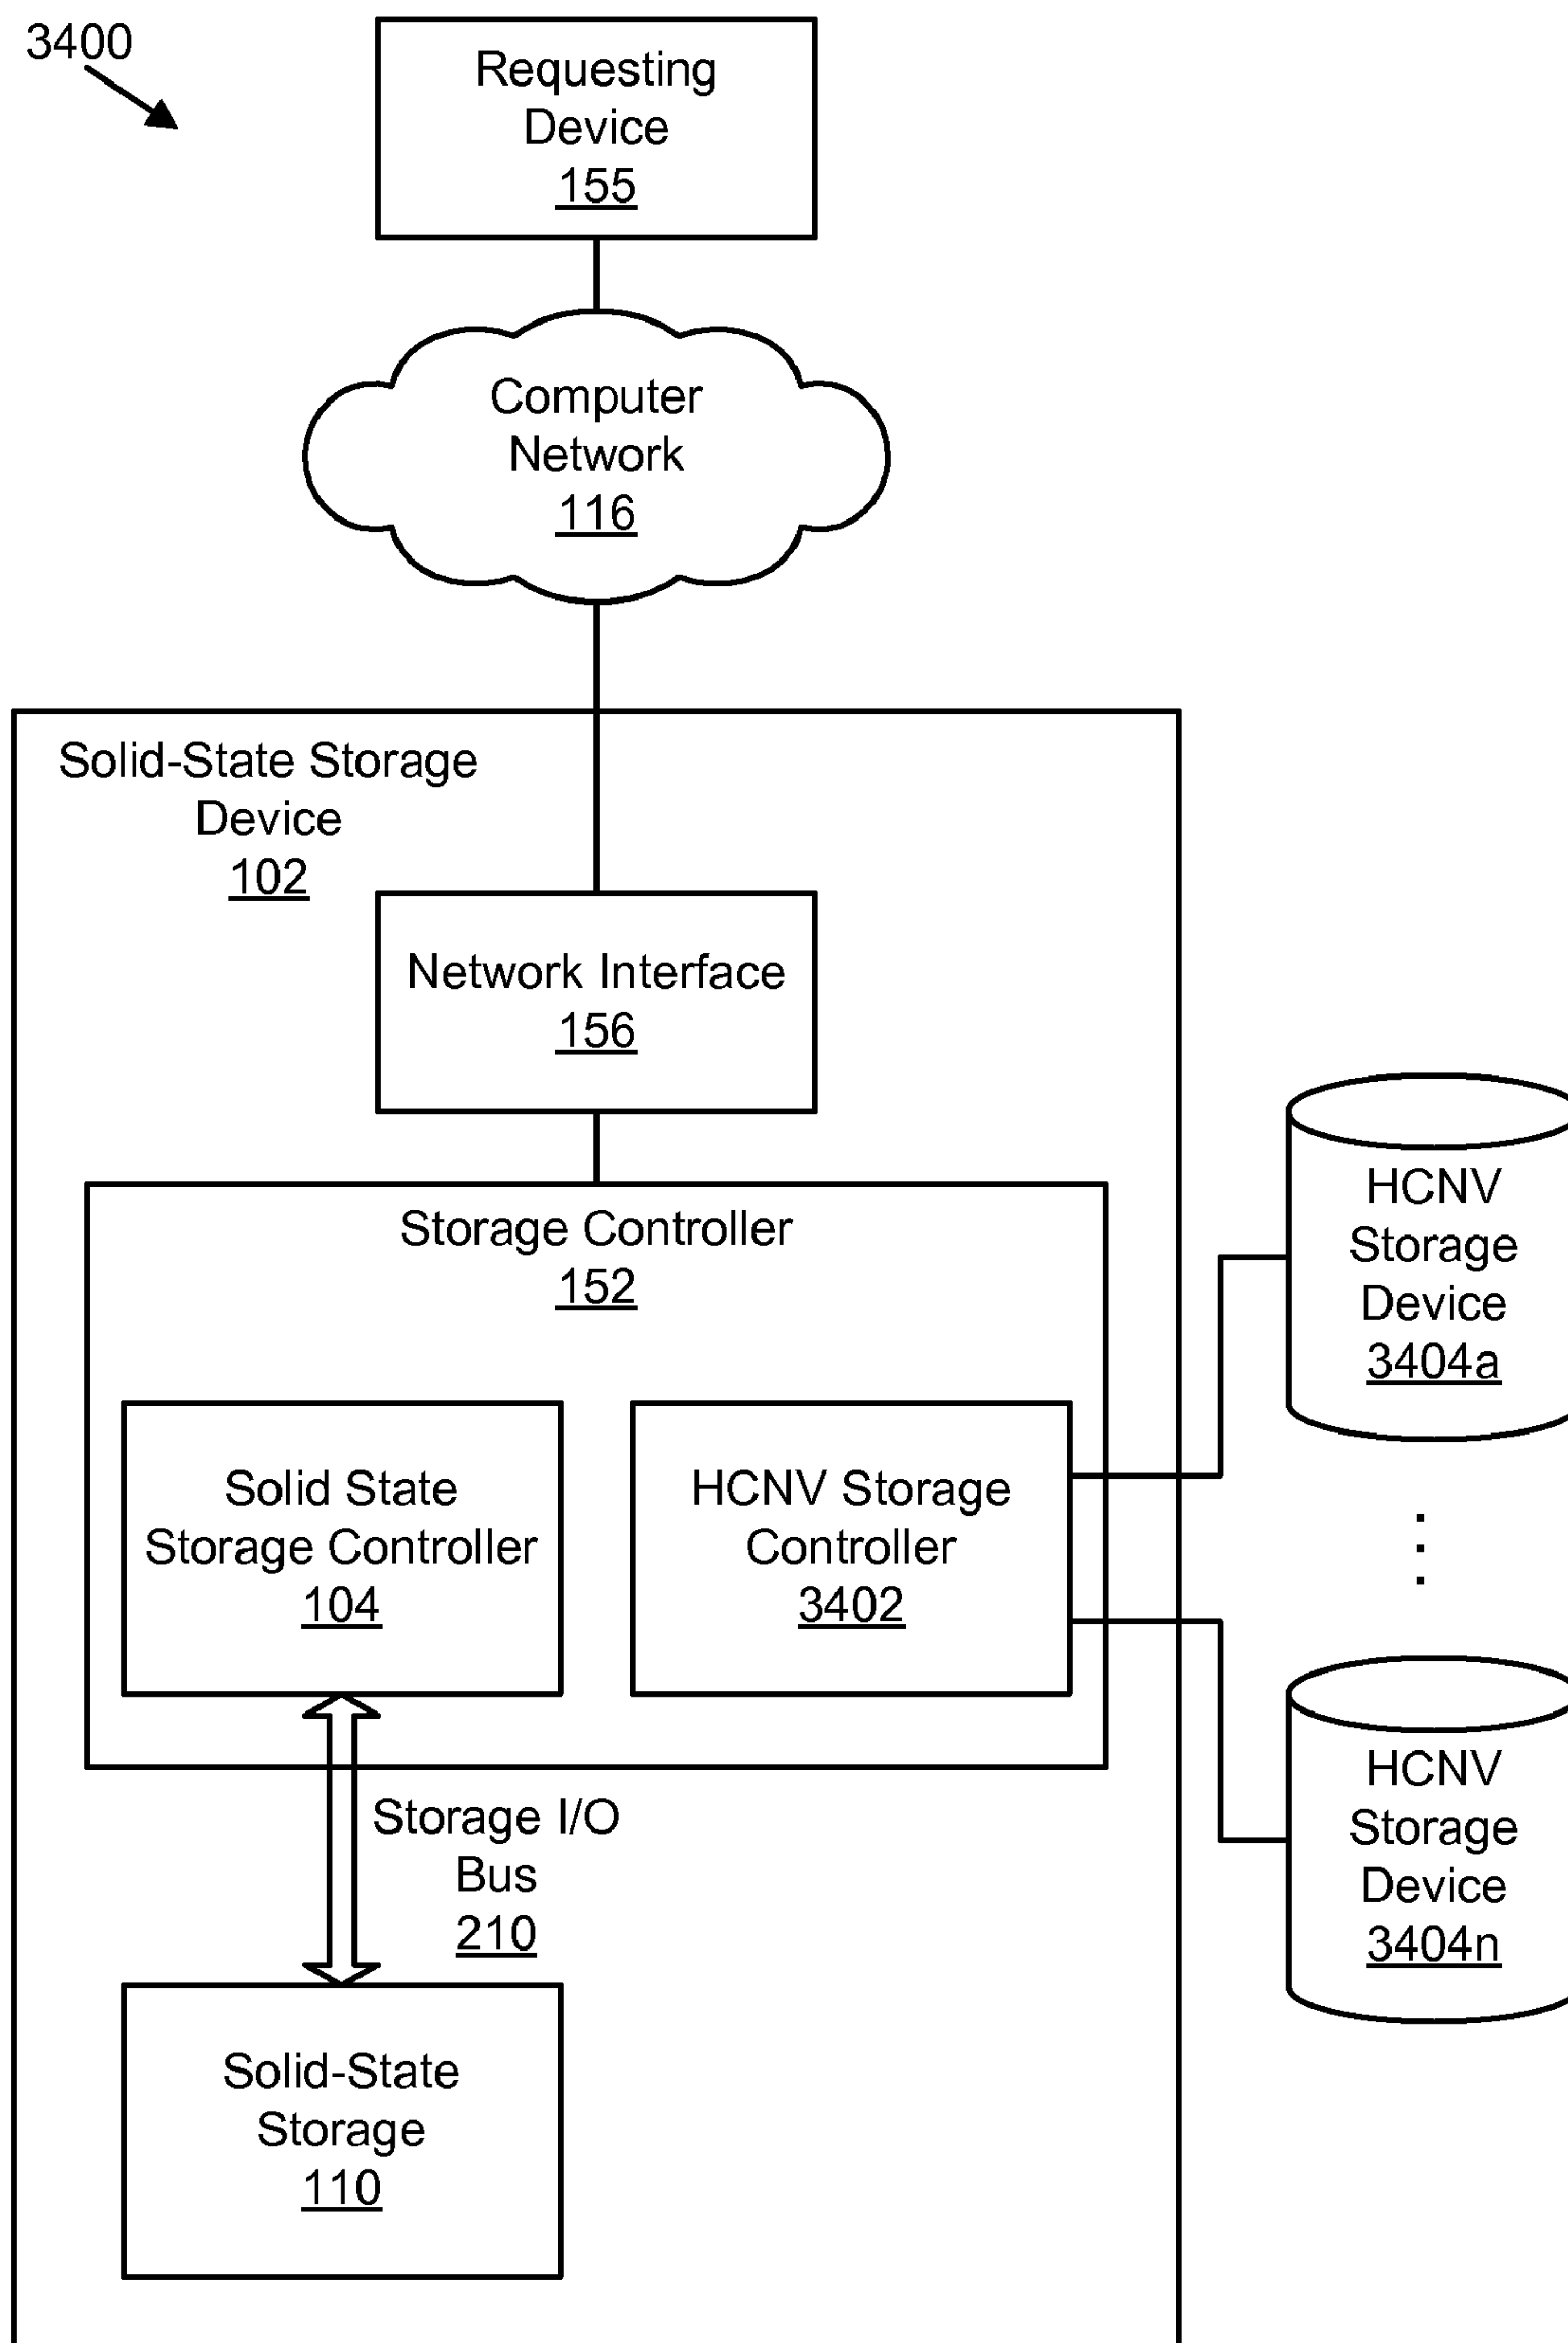 3400
Requesting
Device
155
Computer
Network
116
Solid-State Storage
Device
102
Network Interface
156
Storage Controller
152
Solid State
Storage Controller
104
HCNV Storage
Controller
3402
HCNV
Storage
Device
3404a
HCNV
Storage
Device
3404n
Storage I/O
Bus
210
Solid-State
Storage
110